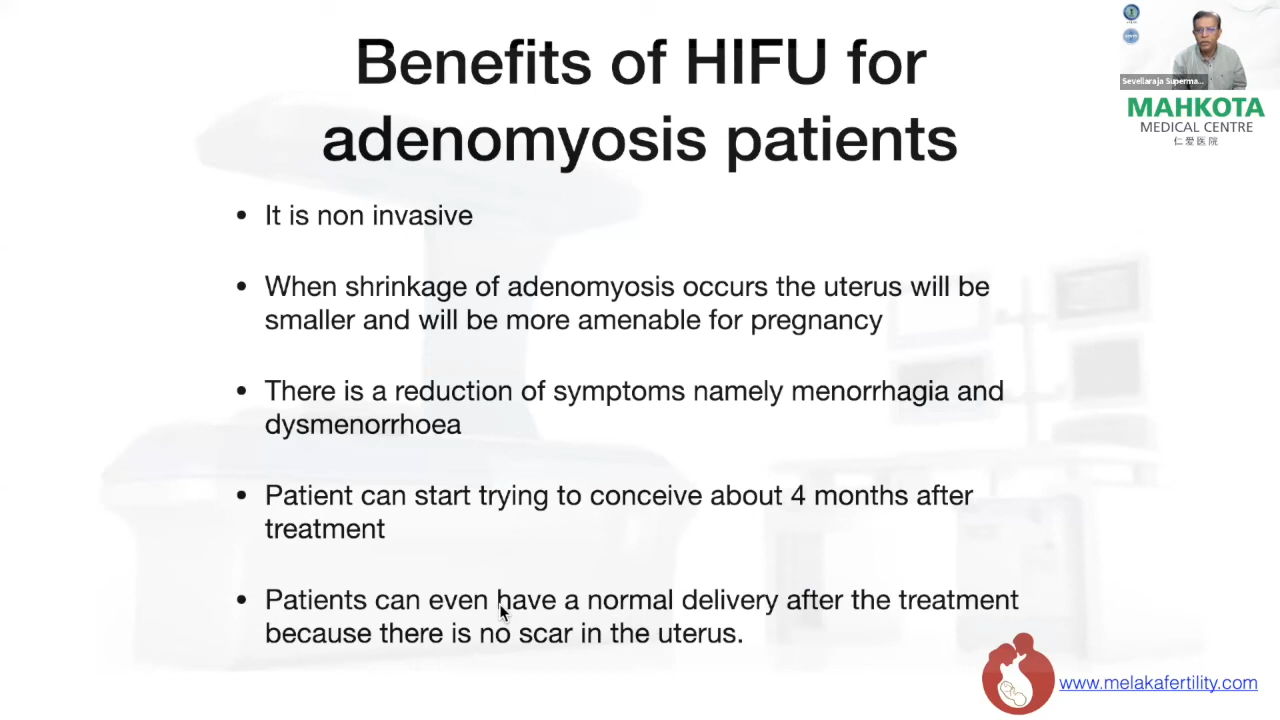 Benefits of HIFU for
adenomyosis patients
Sevellaraja Superma...
MAHKOTA
MEDICAL CENTRE
仁爱医院
• It is non invasive
• When shrinkage of adenomyosis occurs the uterus will be
smaller and will be more amenable for pregnancy
• There is a reduction of symptoms namely menorrhagia and
dysmenorrhoea
• Patient can start trying to conceive about 4 months after
treatment
• Patients can even have a normal delivery after the treatment
because there is no scar in the uterus.
www.melakafertility.com